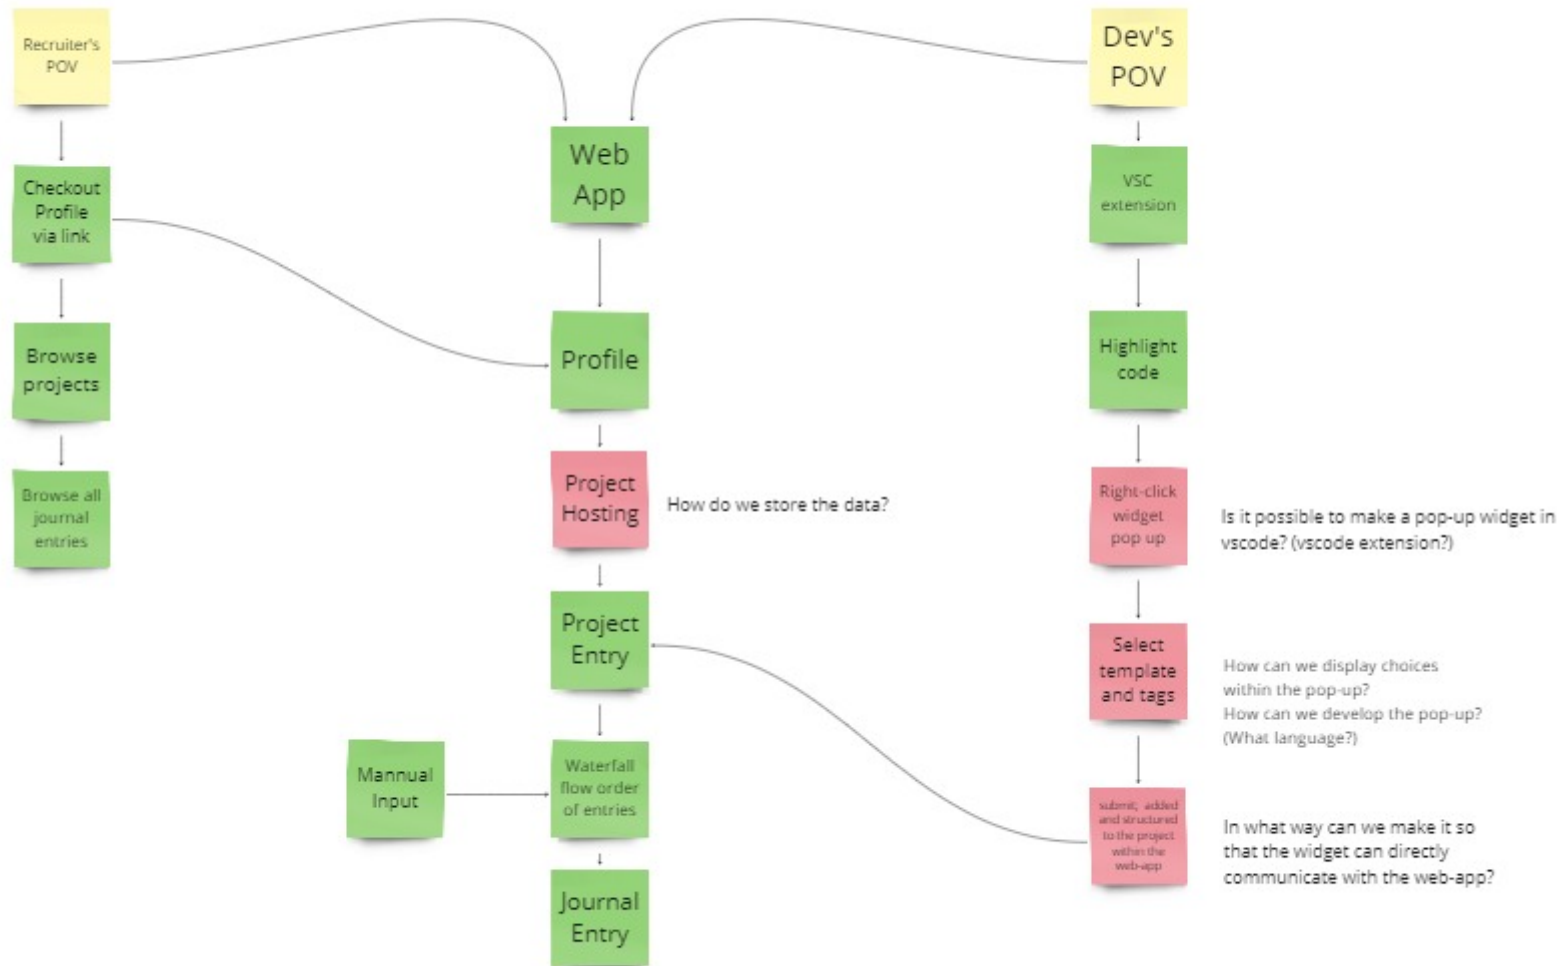 Recruiter's
POV
Checkout
Profile
via link
Browse
projects
Browse all
journal
entries
Web
App
Profile
Project
Hosting
How do we store the data?
Project
Entry
Mannual
Input
Waterfall
flow order
of entries
Journal
Entry
Dev's
POV
VSC
extension
Highlight
code
Right-click
widget
pop up
Is it possible to make a pop-up widget in
vscode? (vscode extension?)
Select
template
and tags
How can we display choices
within the pop-up?
How can we develop the pop-up?
(What language?)
submit; added
and structured
to the project
within the
web-app
In what way can we make it so
that the widget can directly
communicate with the web-app?